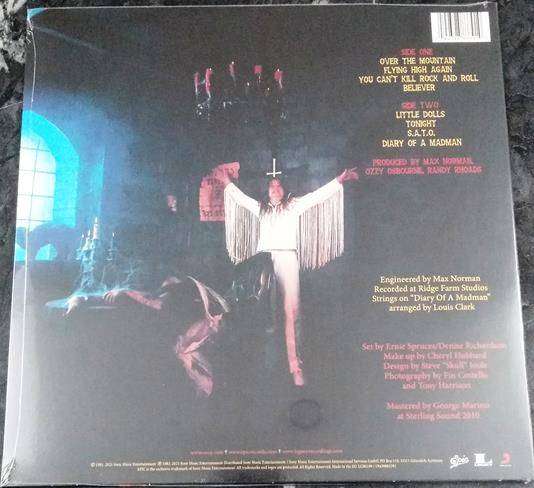 SIDE ONE
OVER THE MOUNTAIN
FLYING HIGH AGAIN
YOU CAN'T KILL ROCK AND ROLL
BELIEVER
SIDE TWO
LITTLE DOLLS
TONIGHT
S.A.T.O.
DIARY OF A MADMAN
PRODUCED BY MAX NORMAN,
OZZY OSBOURNE, RANDY RHOADS
Engineered by Max Norman
Recorded at Ridge Farm Studios
Strings on "Diary Of A Madman"
arranged by Louis Clark
Set by Ernie Spruces/Denise Richardson
Make up by Cheryl Hubbard
Design by Steve "Skull" Joule
Photography by Fin Costello
and Tony Harrison
Mastered by George Marino
at Sterling Sound 2010
Epic